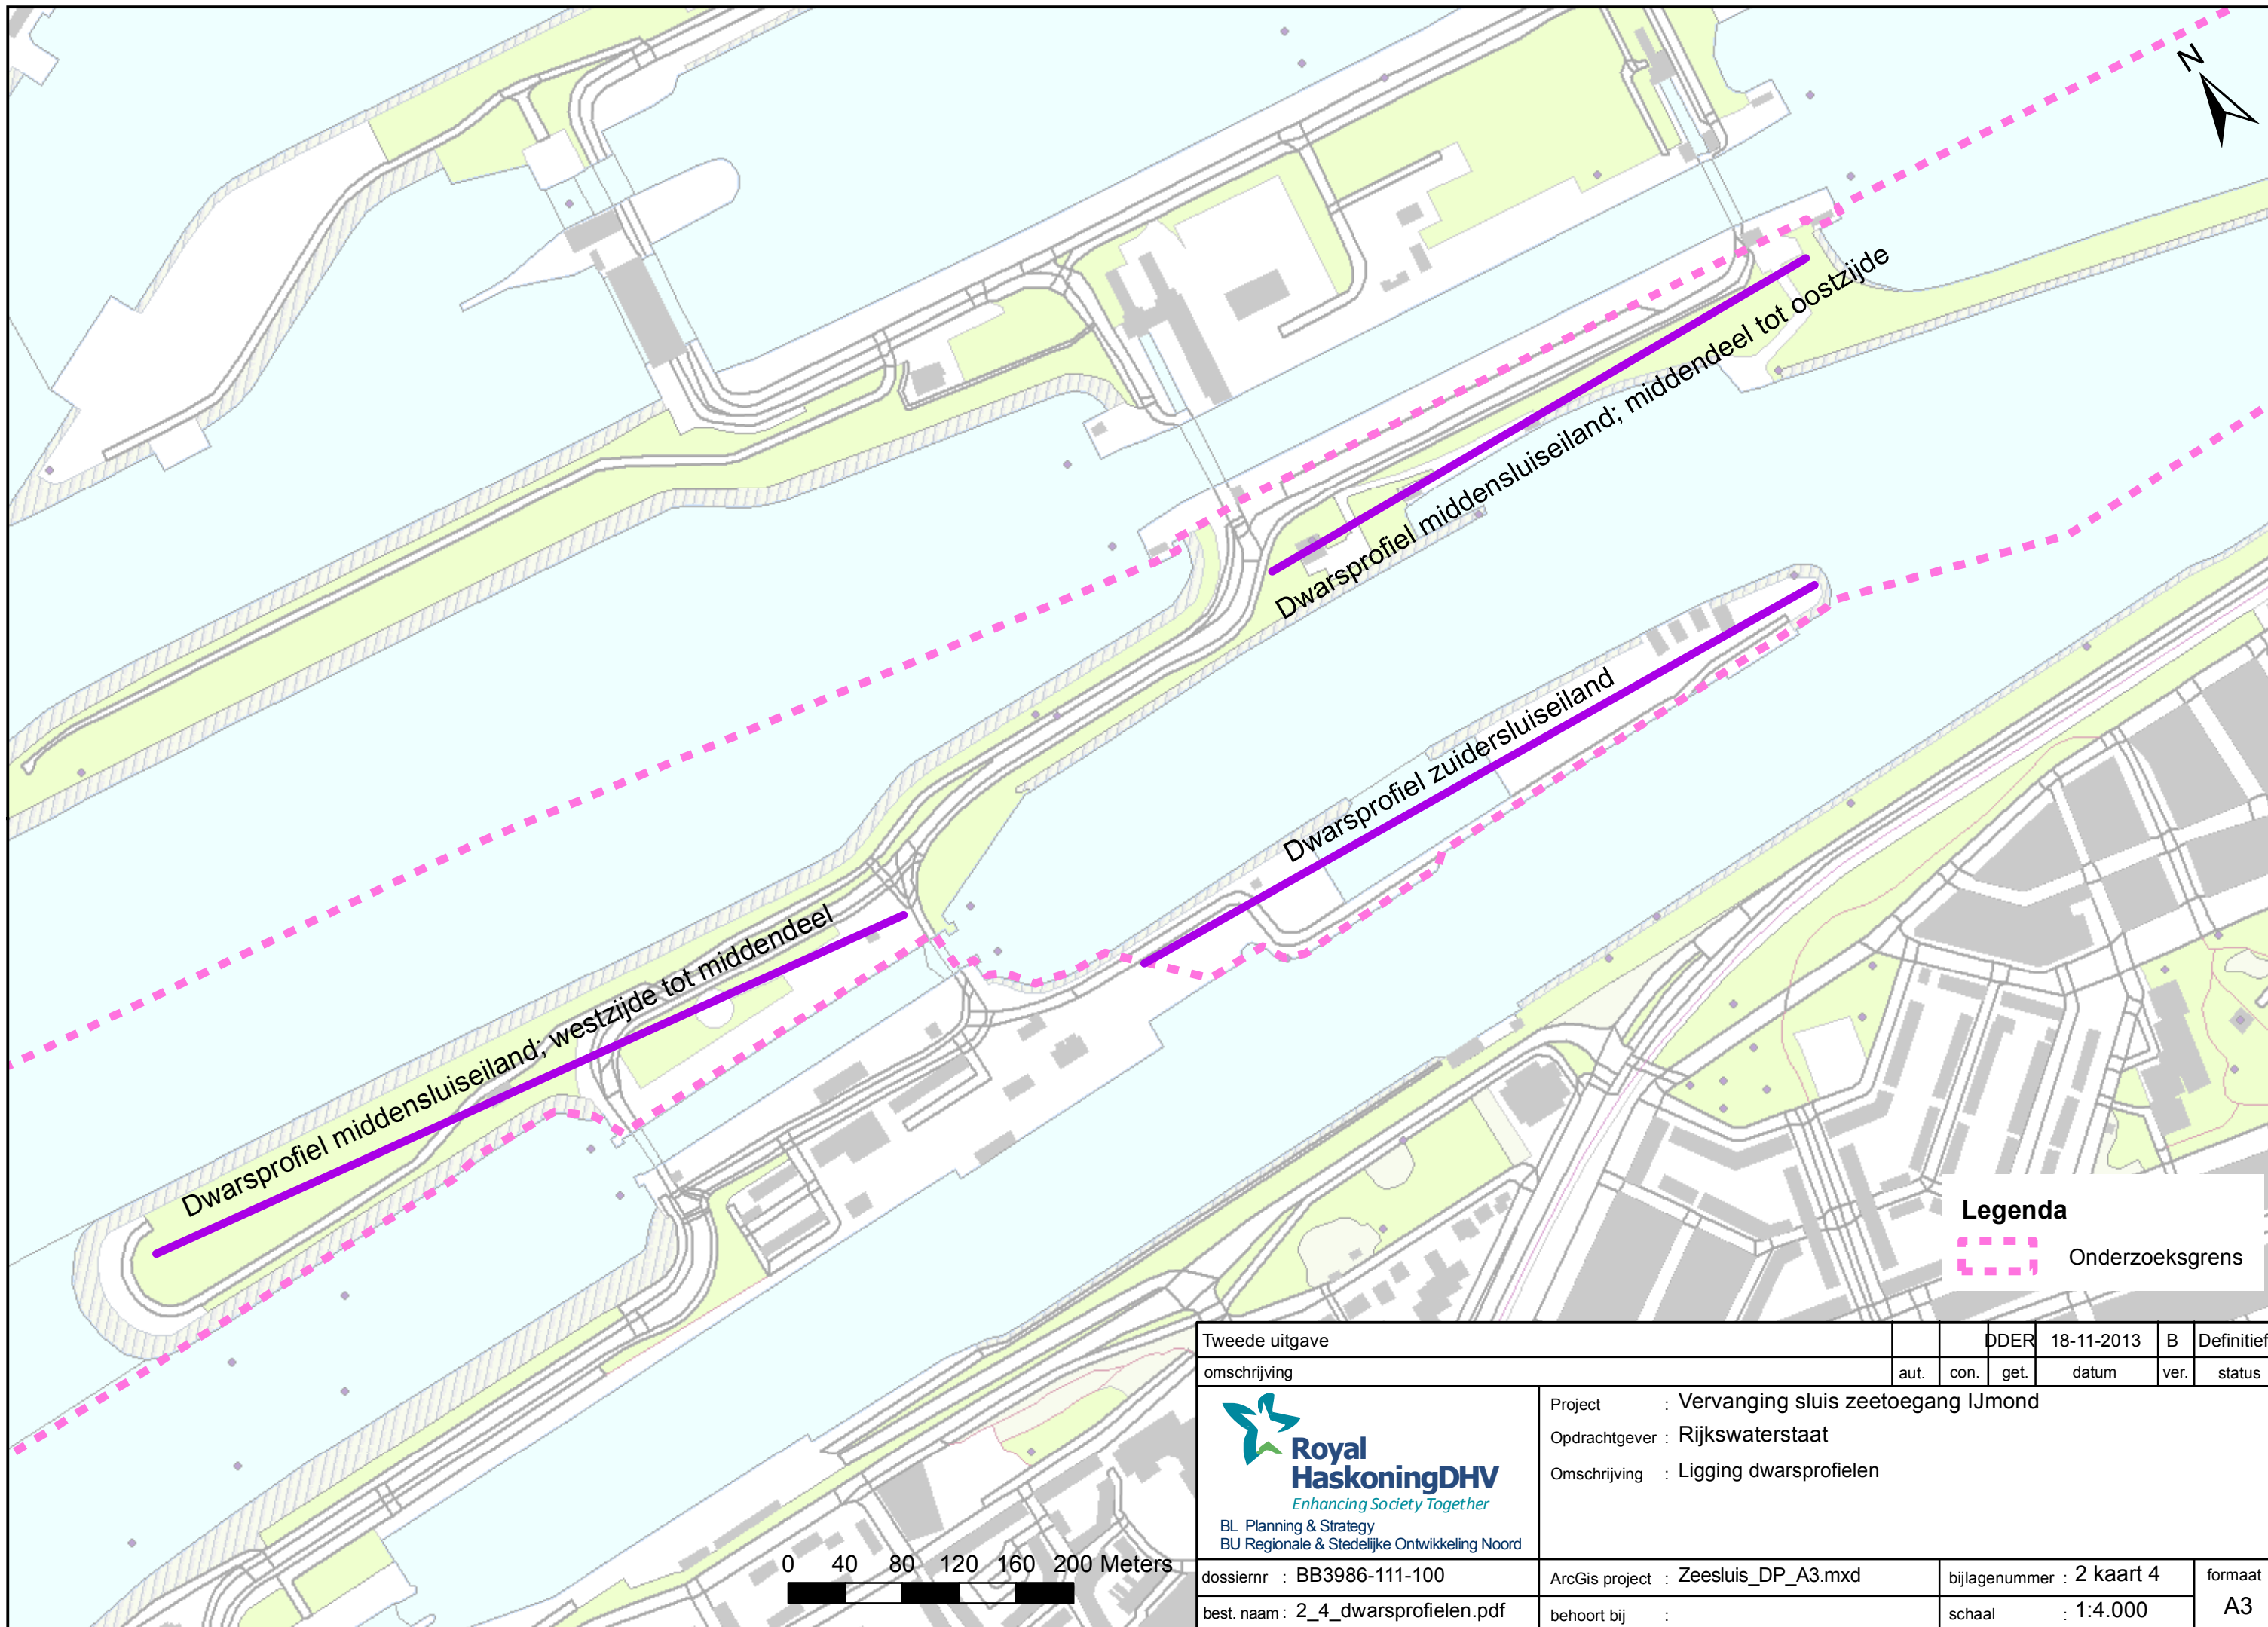 N
Dwarsprofiel middensluiseiland; middendeel tot oostzijde
Dwarsprofiel zuidersluiseiland
Dwarsprofiel middensluiseiland; westzijde tot middendeel
Legenda
Onderzoeksgrens
0 40 80 120 160 200 Meters
Tweede uitgave DDER 18-11-2013 B Definitief
omschrijving aut. con. get. datum ver. status
Royal
HaskoningDHV
Enhancing Society Together
BL Planning & Strategy
BU Regionale & Stedelijke Ontwikkeling Noord
Project : Vervanging sluis zeetoegang IJmond
Opdrachtgever : Rijkswaterstaat
Omschrijving : Ligging dwarsprofielen
dossiernr : BB3986-111-100
ArcGis project : Zeesluis_DP_A3.mxd
bijlagenummer : 2 kaart 4
formaat
best. naam : 2_4_dwarsprofielen.pdf
behoort bij :
schaal : 1:4.000
A3